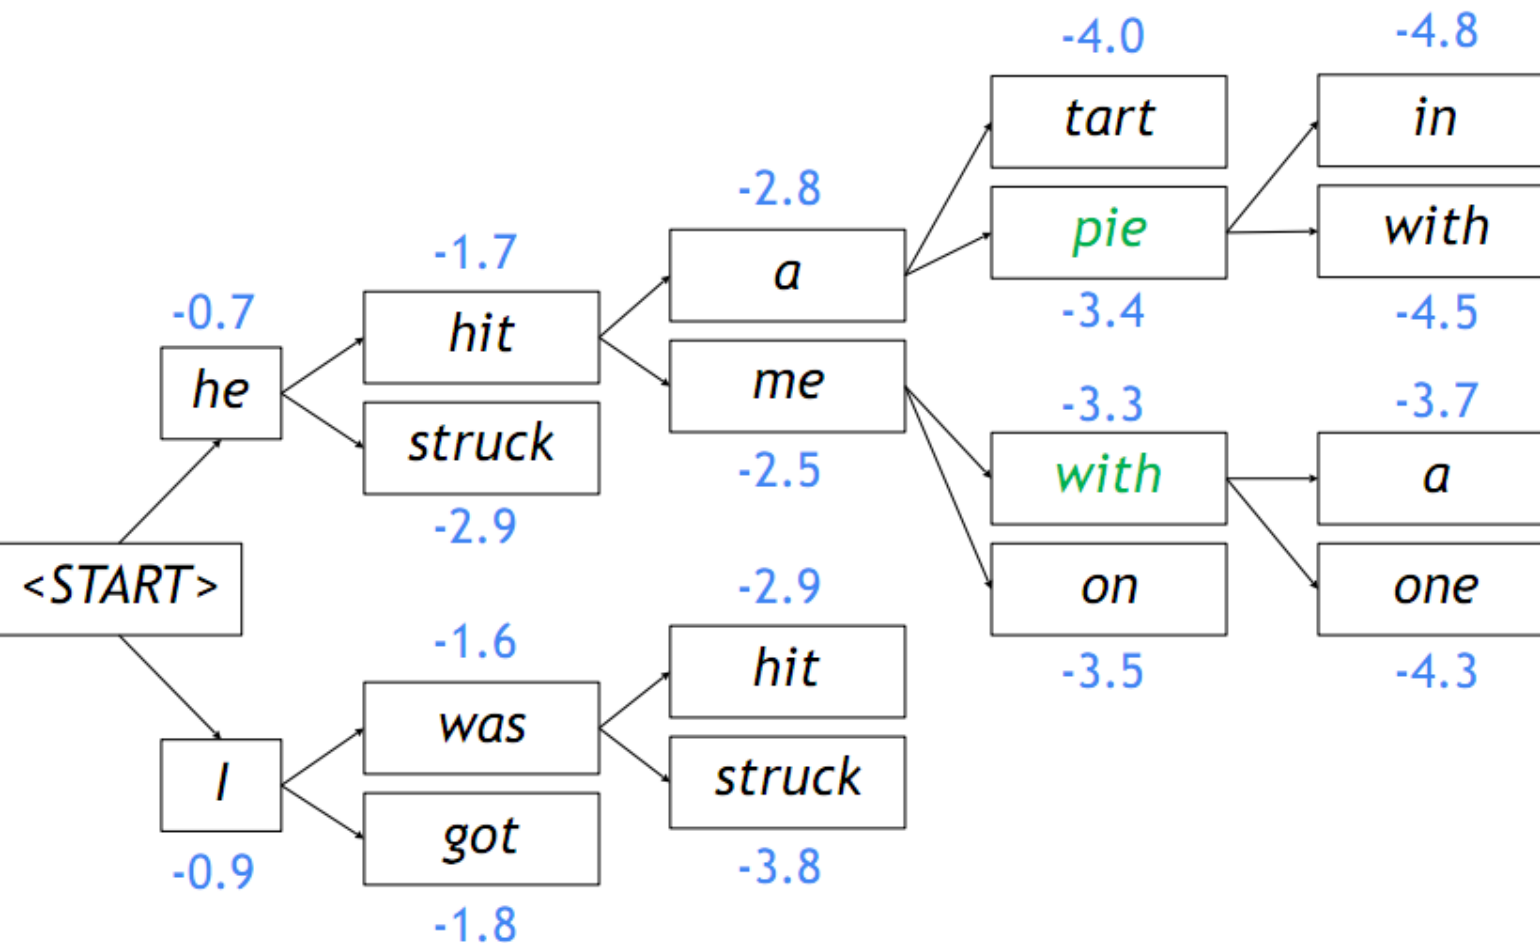 -4.0
-4.8
tart
in
-2.8
pie
with
-1.7
a
-3.4
-4.5
-0.7
hit
he
me
-3.3
-3.7
struck
-2.5
with
a
-2.9
<START>
-2.9
on
one
-1.6
hit
-3.5
-4.3
was
I
struck
got
-0.9
-3.8
-1.8